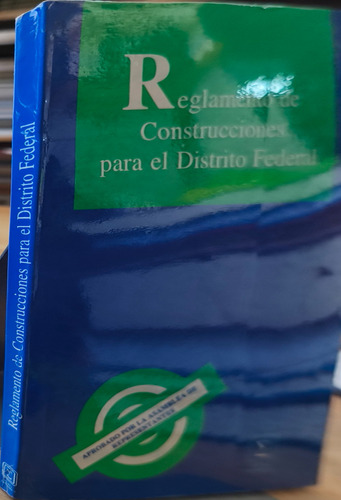 Reglamento de
Construcciones
para el Distrito Federal
APROBADO POR LA ASAMBLEA DE
REPRESENTANTES
Reglamento de Construcciones para el Distrito Federal